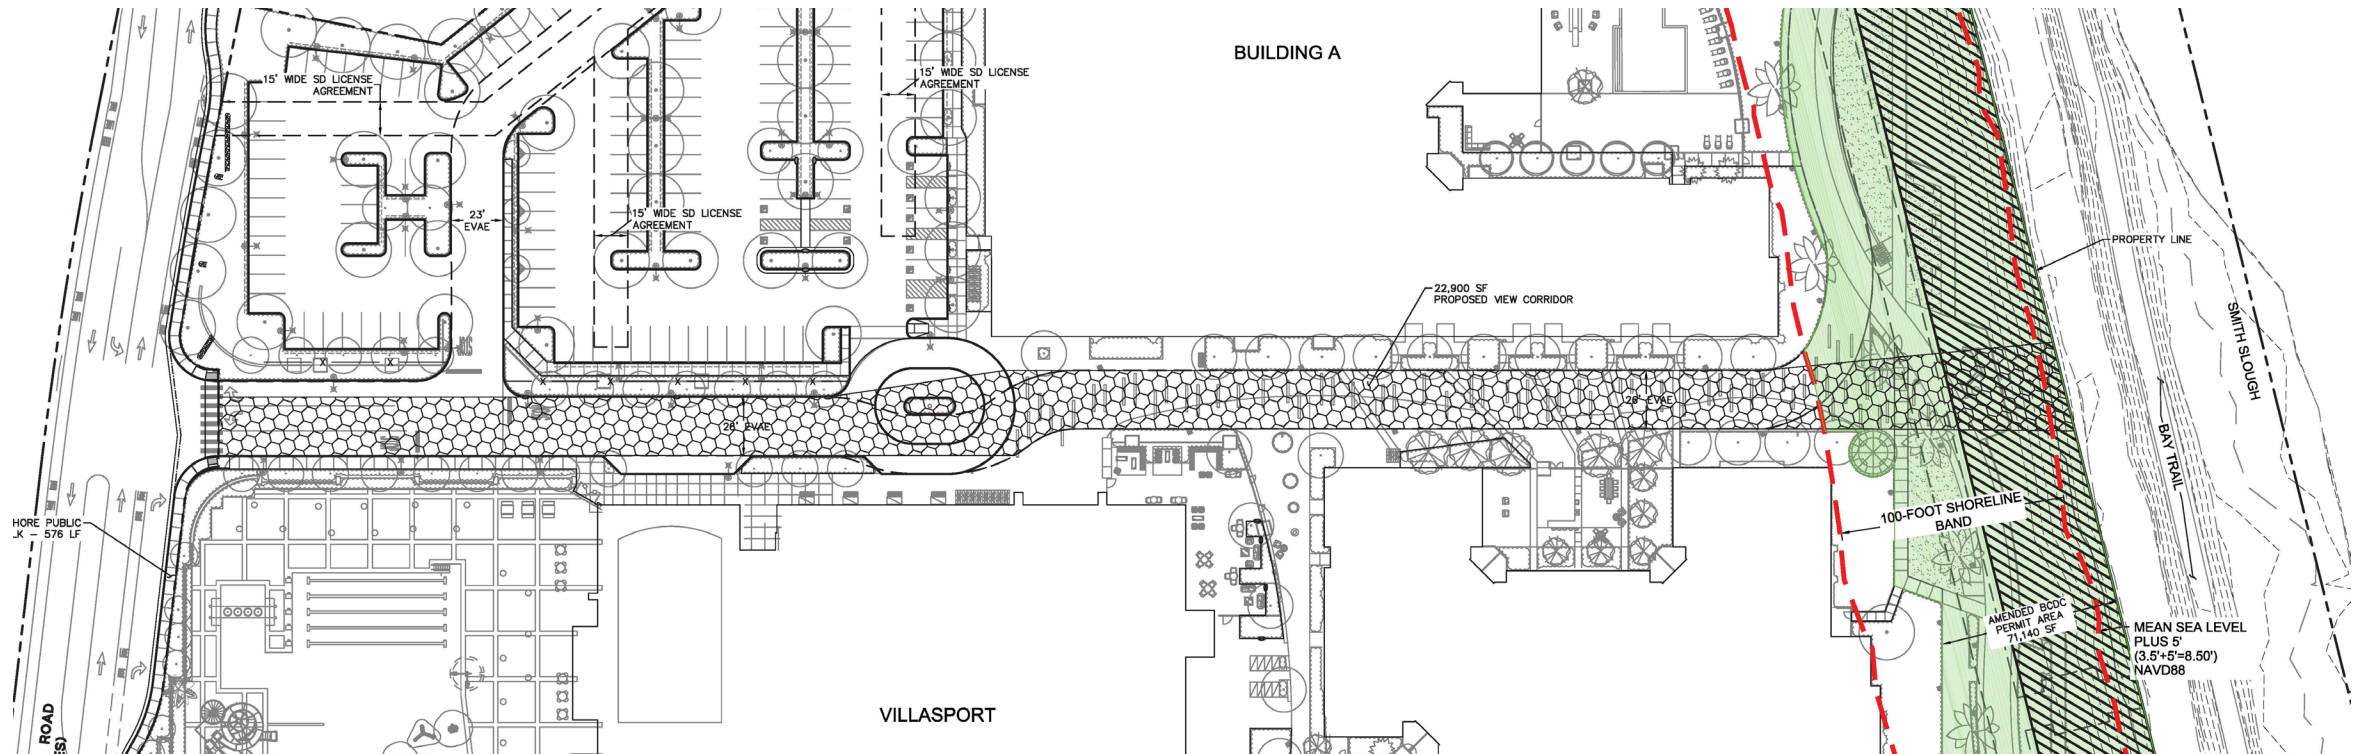 BUILDING A
15' WIDE SD LICENSE
AGREEMENT
15' WIDE SD LICENSE
AGREEMENT
15' WIDE SD LICENSE
AGREEMENT
23'
EVAE
22,900 SF
PROPOSED VIEW CORRIDOR
PROPERTY LINE
SMITH SLOUGH
BAY TRAIL
26' EVAE
26' EVAE
X
X
X
X
X
X
X
HORE PUBLIC
LK – 576 LF
100-FOOT SHORELINE
BAND
AMENDED BCDC
PERMIT AREA
71,140 SF
MEAN SEA LEVEL
PLUS 5'
(3.5'+5'=8.50')
NAVD88
VILLASPORT
ROAD
ES)